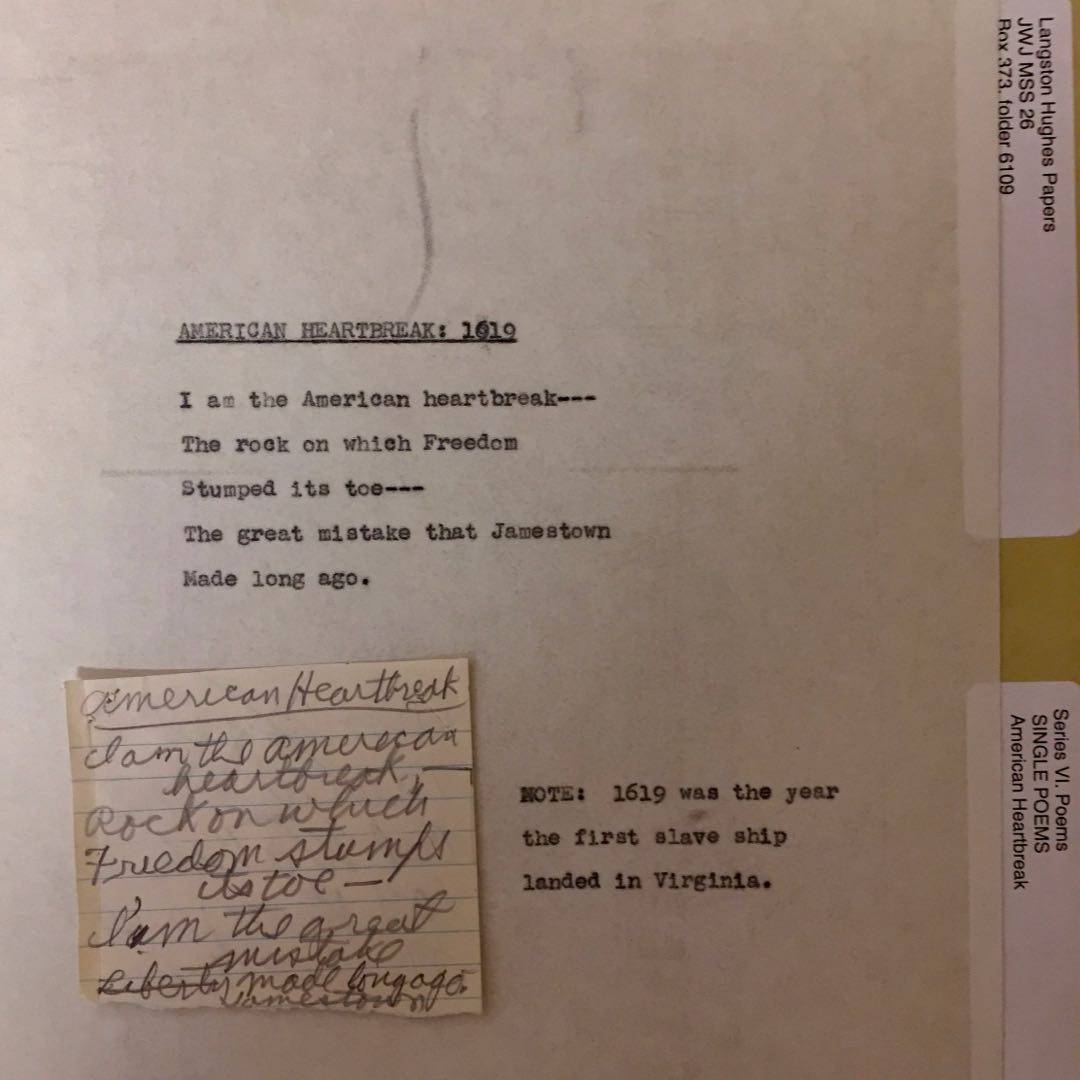 Langston Hughes Papers
JWJ MSS 26
Box 373, folder 6109
AMERICAN HEARTBREAK: 1619
I am the American heartbreak---
The rock on which Freedom
Stumped its toe---
The great mistake that Jamestown
Made long ago.
American Heartbreak
I am the American
heartbreak, —
Rock on which
Freedom stumps
its toe —
I am the great
mistake
Liberty made long ago.
Jamestown
NOTE: 1619 was the year
the first slave ship
landed in Virginia.
Series VI. Poems
SINGLE POEMS
American Heartbreak